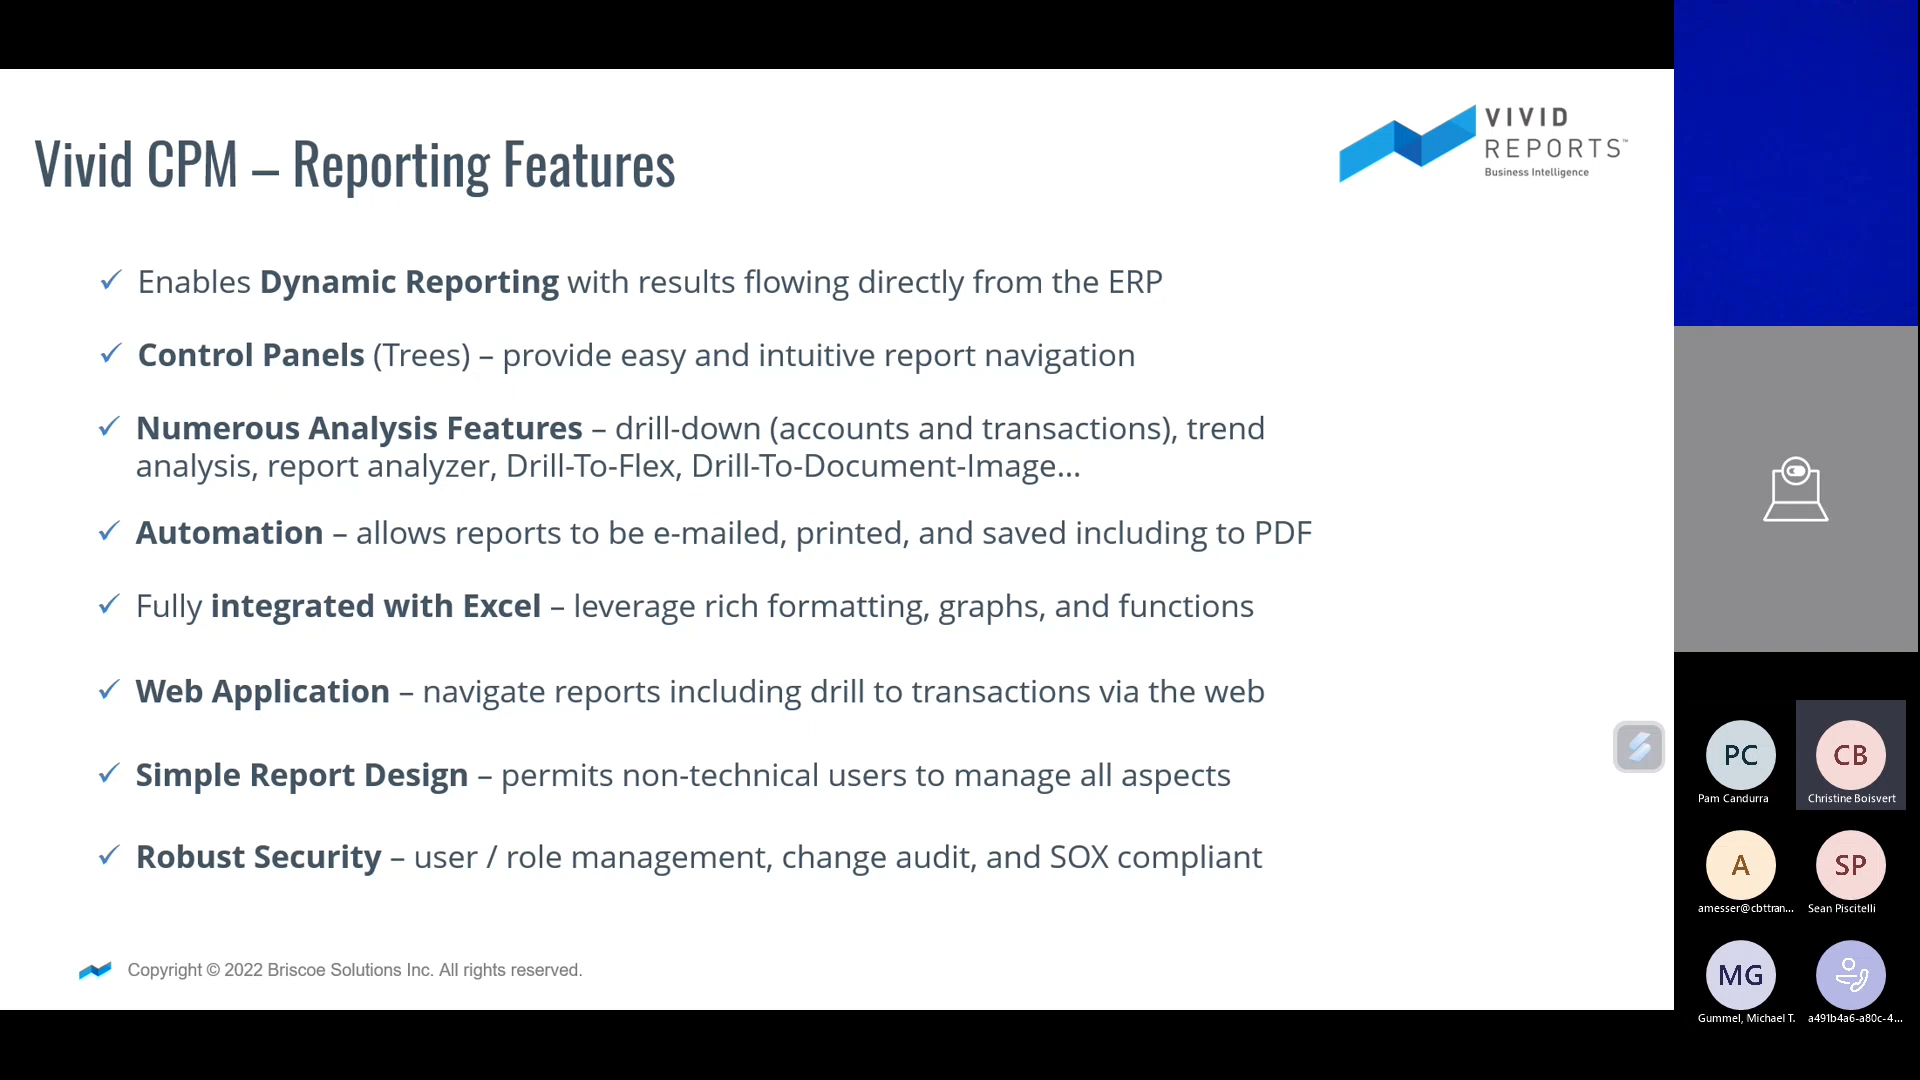 Vivid CPM – Reporting Features
VIVID
REPORTS™
Business Intelligence
✓ Enables Dynamic Reporting with results flowing directly from the ERP
✓ Control Panels (Trees) – provide easy and intuitive report navigation
✓ Numerous Analysis Features – drill-down (accounts and transactions), trend
analysis, report analyzer, Drill-To-Flex, Drill-To-Document-Image...
✓ Automation – allows reports to be e-mailed, printed, and saved including to PDF
✓ Fully integrated with Excel – leverage rich formatting, graphs, and functions
✓ Web Application – navigate reports including drill to transactions via the web
✓ Simple Report Design – permits non-technical users to manage all aspects
✓ Robust Security – user / role management, change audit, and SOX compliant
Copyright © 2022 Briscoe Solutions Inc. All rights reserved.
PC
Pam Candurra
CB
Christine Boisvert
A
amesser@cbttran...
SP
Sean Piscitelli
MG
Gummel, Michael T.
a491b4a6-a80c-4...